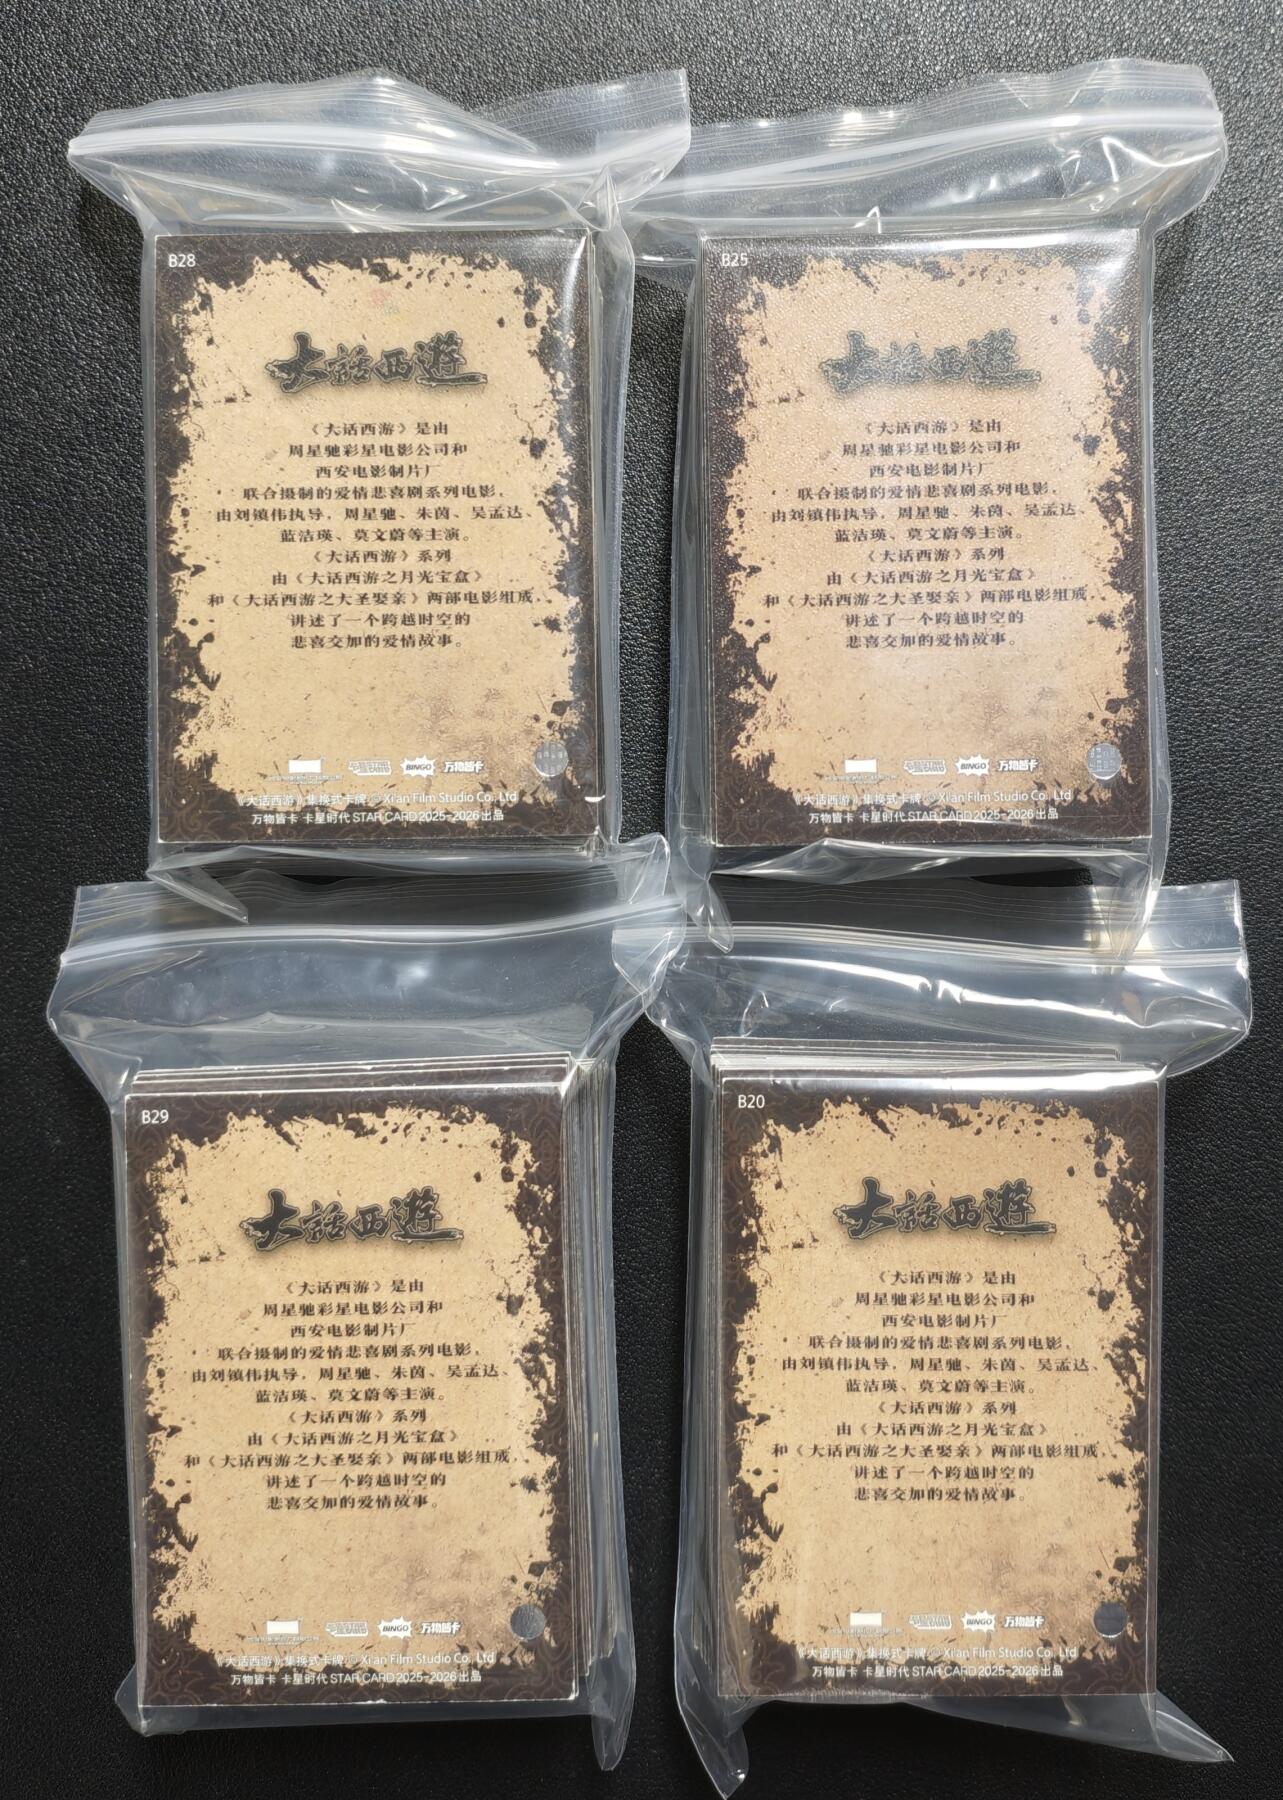 B28
大話西遊
《大话西游》是由
周星驰彩星电影公司和
西安电影制片厂
联合摄制的爱情悲喜剧系列电影，
由刘镇伟执导，周星驰、朱茵、吴孟达、
蓝洁瑛、莫文蔚等主演。
《大话西游》系列
由《大话西游之月光宝盒》
和《大话西游之大圣娶亲》两部电影组成，
讲述了一个跨越时空的
悲喜交加的爱情故事。
BINGO 万物皆卡
《大话西游》集换式卡牌 © Xi'an Film Studio Co., Ltd
万物皆卡 卡星时代 STAR CARD 2025-2026 出品
B25
大話西遊
《大话西游》是由
周星驰彩星电影公司和
西安电影制片厂
联合摄制的爱情悲喜剧系列电影，
由刘镇伟执导，周星驰、朱茵、吴孟达、
蓝洁瑛、莫文蔚等主演。
《大话西游》系列
由《大话西游之月光宝盒》
和《大话西游之大圣娶亲》两部电影组成，
讲述了一个跨越时空的
悲喜交加的爱情故事。
BINGO 万物皆卡
《大话西游》集换式卡牌 © Xi'an Film Studio Co., Ltd
万物皆卡 卡星时代 STAR CARD 2025-2026 出品
B29
大話西遊
《大话西游》是由
周星驰彩星电影公司和
西安电影制片厂
联合摄制的爱情悲喜剧系列电影，
由刘镇伟执导，周星驰、朱茵、吴孟达、
蓝洁瑛、莫文蔚等主演。
《大话西游》系列
由《大话西游之月光宝盒》
和《大话西游之大圣娶亲》两部电影组成，
讲述了一个跨越时空的
悲喜交加的爱情故事。
BINGO 万物皆卡
《大话西游》集换式卡牌 © Xi'an Film Studio Co., Ltd
万物皆卡 卡星时代 STAR CARD 2025-2026 出品
B20
大話西遊
《大话西游》是由
周星驰彩星电影公司和
西安电影制片厂
联合摄制的爱情悲喜剧系列电影，
由刘镇伟执导，周星驰、朱茵、吴孟达、
蓝洁瑛、莫文蔚等主演。
《大话西游》系列
由《大话西游之月光宝盒》
和《大话西游之大圣娶亲》两部电影组成，
讲述了一个跨越时空的
悲喜交加的爱情故事。
BINGO 万物皆卡
《大话西游》集换式卡牌 © Xi'an Film Studio Co., Ltd
万物皆卡 卡星时代 STAR CARD 2025-2026 出品